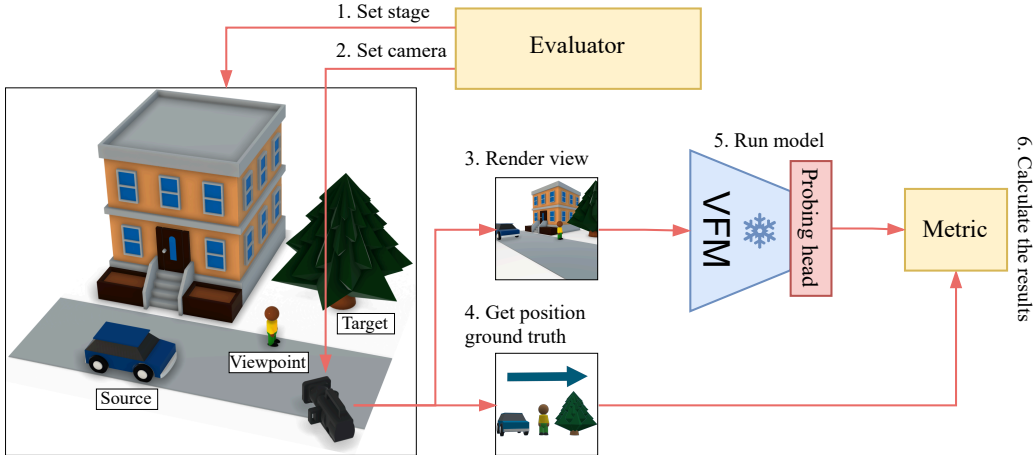 1. Set stage
2. Set camera
Evaluator
Target
Viewpoint
Source
3. Render view
4. Get position
ground truth
5. Run model
VFM
Probing head
Metric
6. Calculate the results